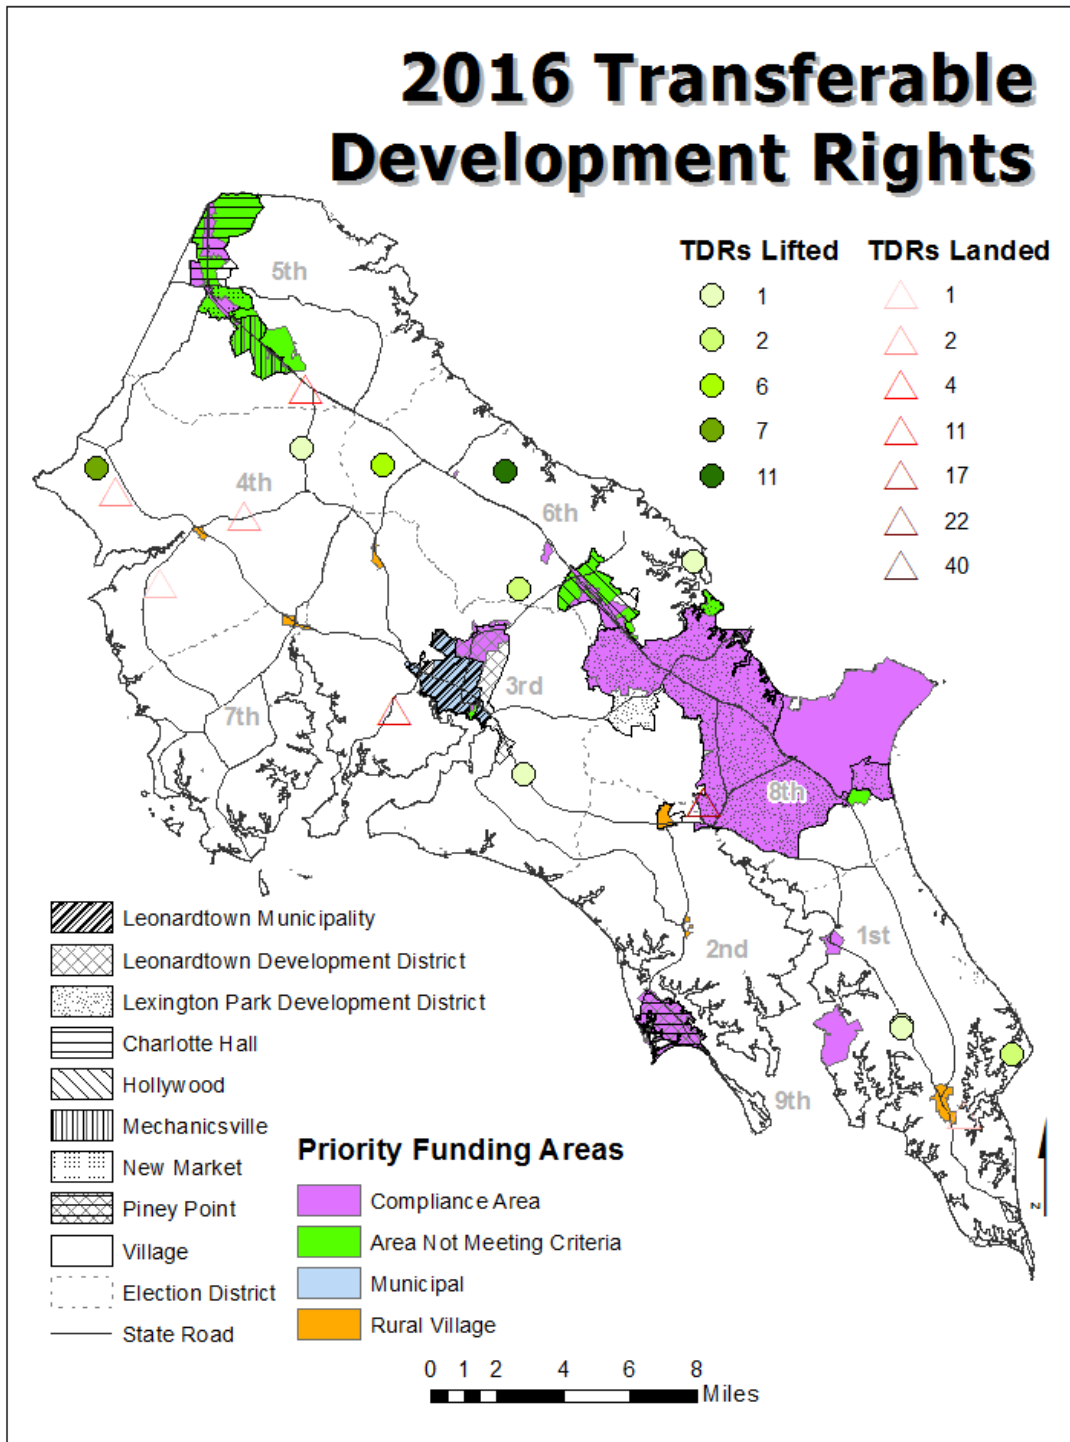 2016 Transferable
Development Rights
TDRs Lifted
1
2
6
7
11
TDRs Landed
1
2
4
11
17
22
40
5th
4th
6th
3rd
7th
8th
1st
2nd
9th
Leonardtown Municipality
Leonardtown Development District
Lexington Park Development District
Charlotte Hall
Hollywood
Mechanicsville
New Market
Piney Point
Village
Election District
State Road
Priority Funding Areas
Compliance Area
Area Not Meeting Criteria
Municipal
Rural Village
0 1 2 4 6 8
Miles
N